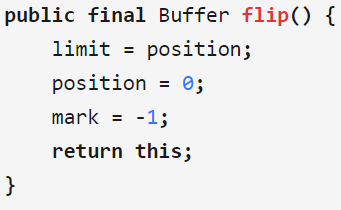 public final Buffer flip() {
    limit = position;
    position = 0;
    mark = -1;
    return this;
}